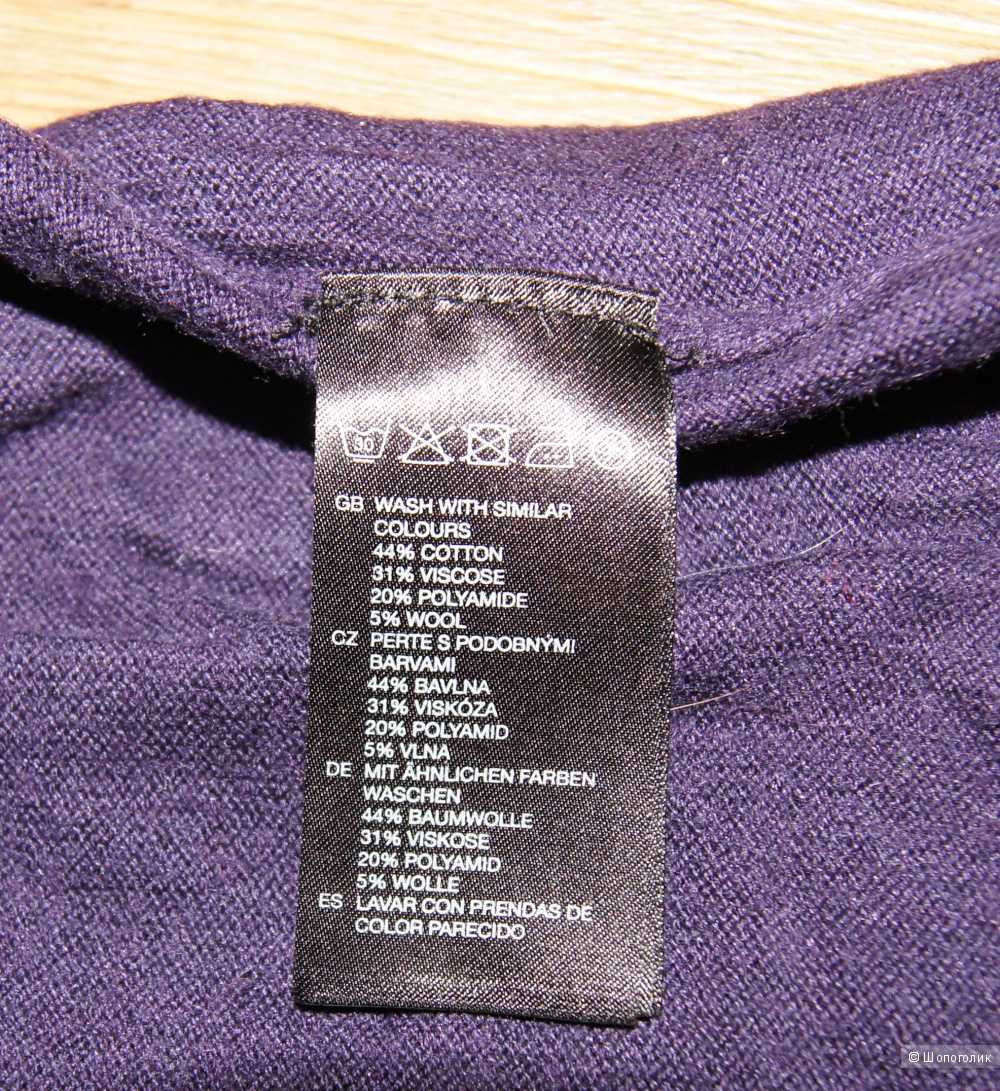 30
GB WASH WITH SIMILAR
COLOURS
44% COTTON
31% VISCOSE
20% POLYAMIDE
5% WOOL
CZ PERTE S PODOBNÝMI
BARVAMI
44% BAVLNA
31% VISKÓZA
20% POLYAMID
5% VLNA
DE MIT ÄHNLICHEN FARBEN
WASCHEN
44% BAUMWOLLE
31% VISKOSE
20% POLYAMID
5% WOLLE
ES LAVAR CON PRENDAS DE
COLOR PARECIDO
© Шопоголик